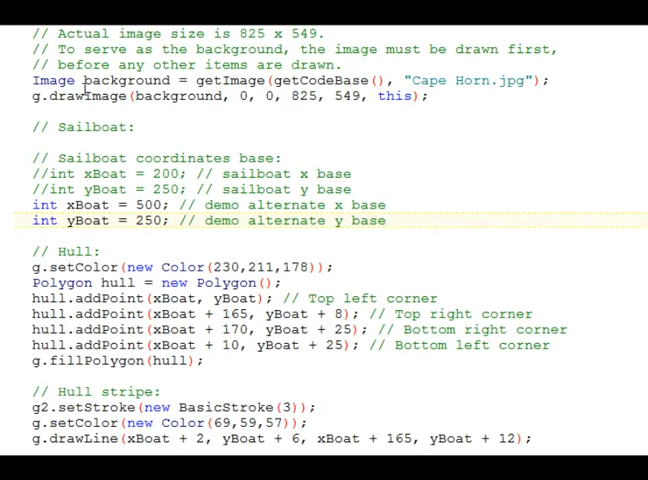 // Actual image size is 825 x 549.
// To serve as the background, the image must be drawn first,
// before any other items are drawn.
Image background = getImage(getCodeBase(), "Cape Horn.jpg");
g.drawImage(background, 0, 0, 825, 549, this);
// Sailboat:
// Sailboat coordinates base:
//int xBoat = 200; // sailboat x base
//int yBoat = 250; // sailboat y base
int xBoat = 500; // demo alternate x base
int yBoat = 250; // demo alternate y base
// Hull:
g.setColor(new Color(230,211,178));
Polygon hull = new Polygon();
hull.addPoint(xBoat, yBoat); // Top left corner
hull.addPoint(xBoat + 165, yBoat + 8); // Top right corner
hull.addPoint(xBoat + 170, yBoat + 25); // Bottom right corner
hull.addPoint(xBoat + 10, yBoat + 25); // Bottom left corner
g.fillPolygon(hull);
// Hull stripe:
g2.setStroke(new BasicStroke(3));
g.setColor(new Color(69,59,57));
g.drawLine(xBoat + 2, yBoat + 6, xBoat + 165, yBoat + 12);